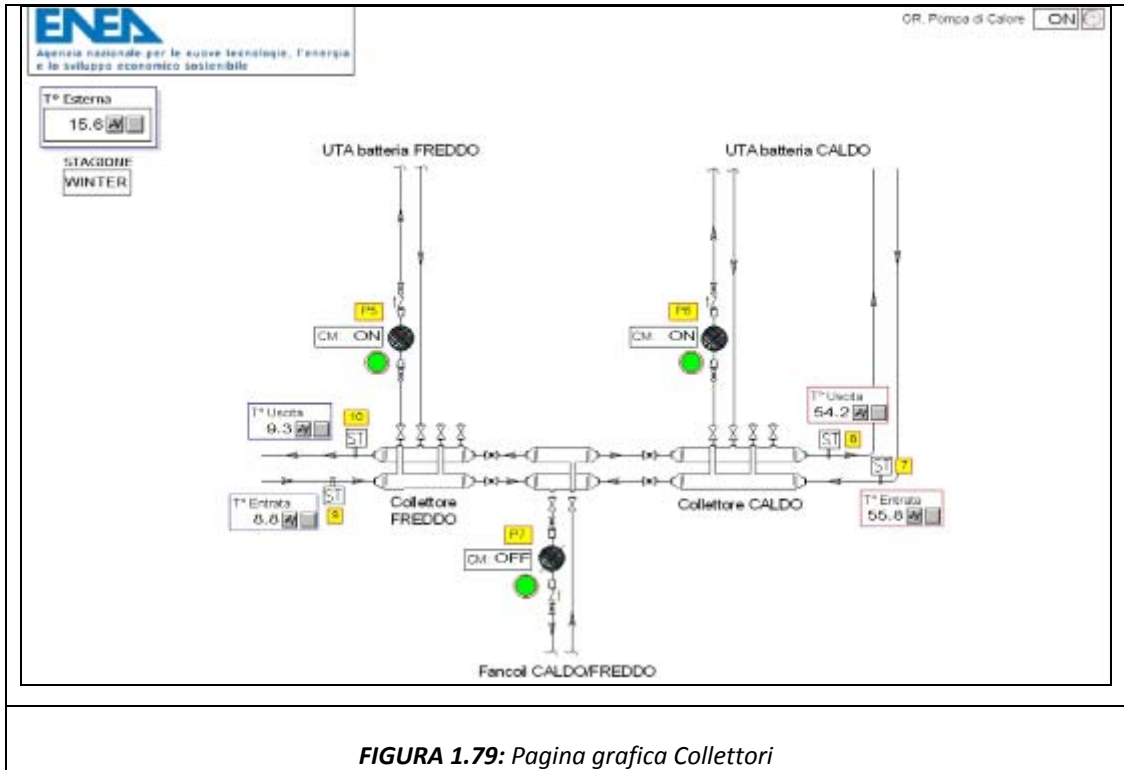 ENEA
Agenzia nazionale per le nuove tecnologie, l'energia
e lo sviluppo economico sostenibile
OR. Pompa di Calore ON
T° Esterna
15.6
STAGIONE
WINTER
UTA batteria FREDDO
UTA batteria CALDO
P5
CM ON
P6
CM ON
T° Uscita
9.3
10
ST
T° Uscita
54.2
ST 8
ST 7
T° Entrata
8.8
ST
9
Collettore
FREDDO
Collettore CALDO
T° Entrata
55.8
P7
CM OFF
Fancoil CALDO/FREDDO
FIGURA 1.79: Pagina grafica Collettori